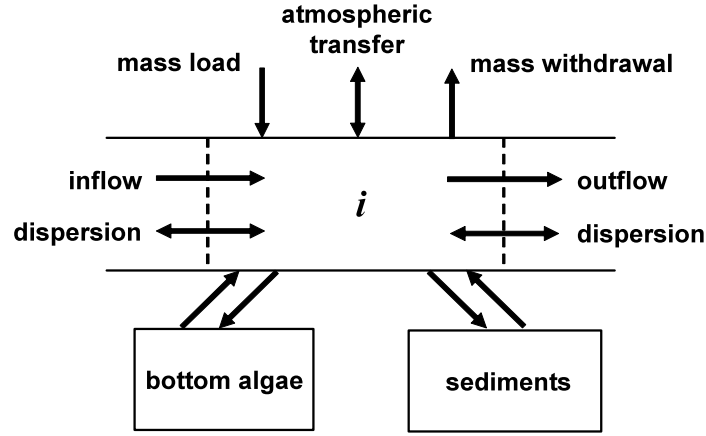 atmospheric
transfer
mass load
mass withdrawal
inflow
i
outflow
dispersion
dispersion
bottom algae
sediments